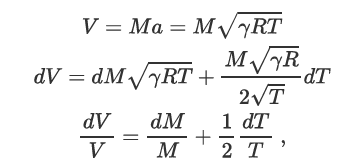 V = Ma = M√γRT
dV = dM√γRT + M√γR/2√T dT
dV/V = dM/M + 1/2 dT/T ,